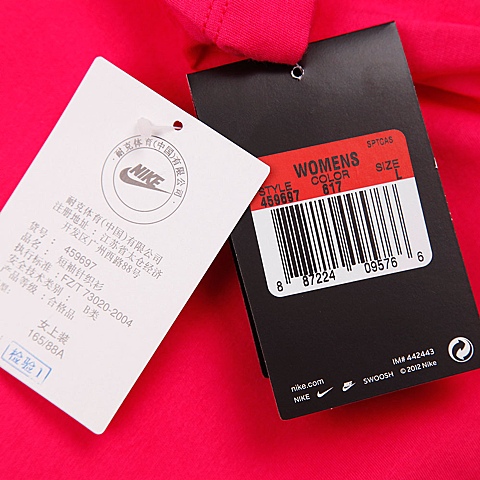 ·耐克体育(中国)有限公司·
NIKE
耐克体育(中国)有限公司
注册地址：江苏省太仓经济
开发区广州西路88号
货号： 459697
品名： 短袖针织衫
执行标准：FZ/T 73020-2004
安全技术类别： B类
产品等级：合格品
女上装
165/88A
检验1
SPTCAS
WOMENS
STYLE COLOR SIZE
459697 617 L
8 87224 09576 6
IM# 442443
© 2012 Nike
nike.com
NIKE SWOOSH